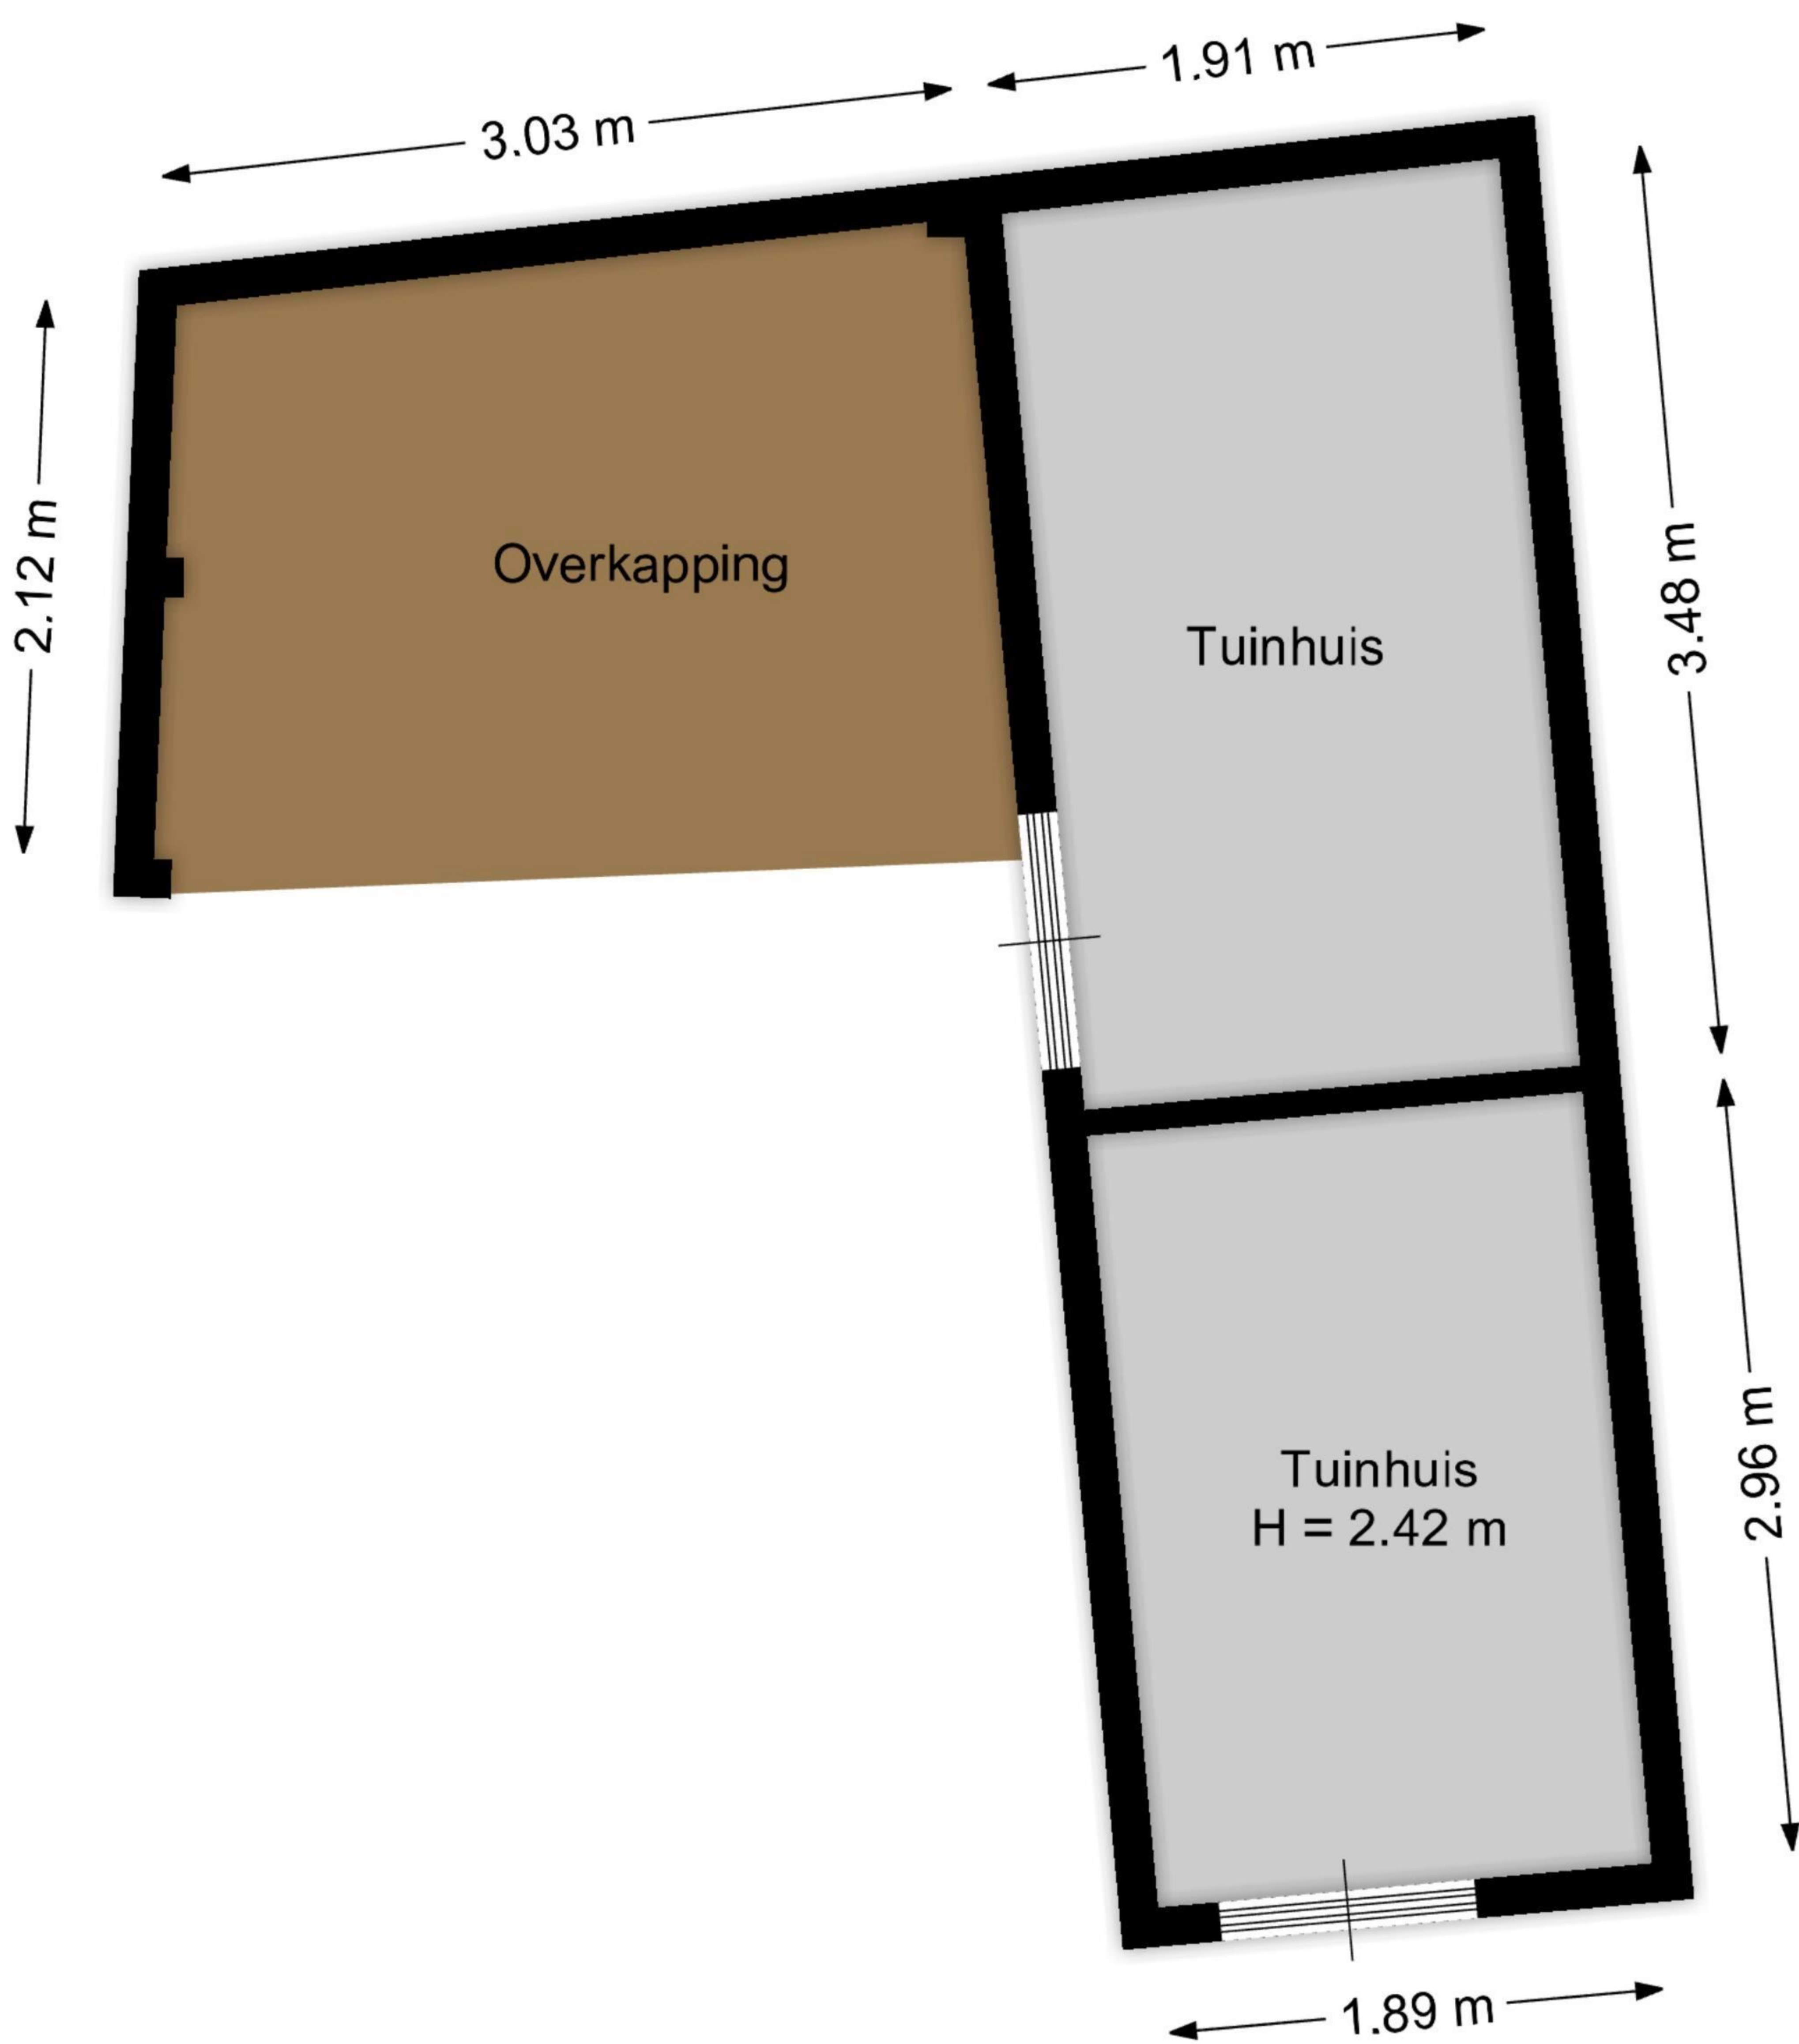 1.91 m
3.03 m
2.12 m
Overkapping
Tuinhuis
3.48 m
Tuinhuis
H = 2.42 m
2.96 m
1.89 m